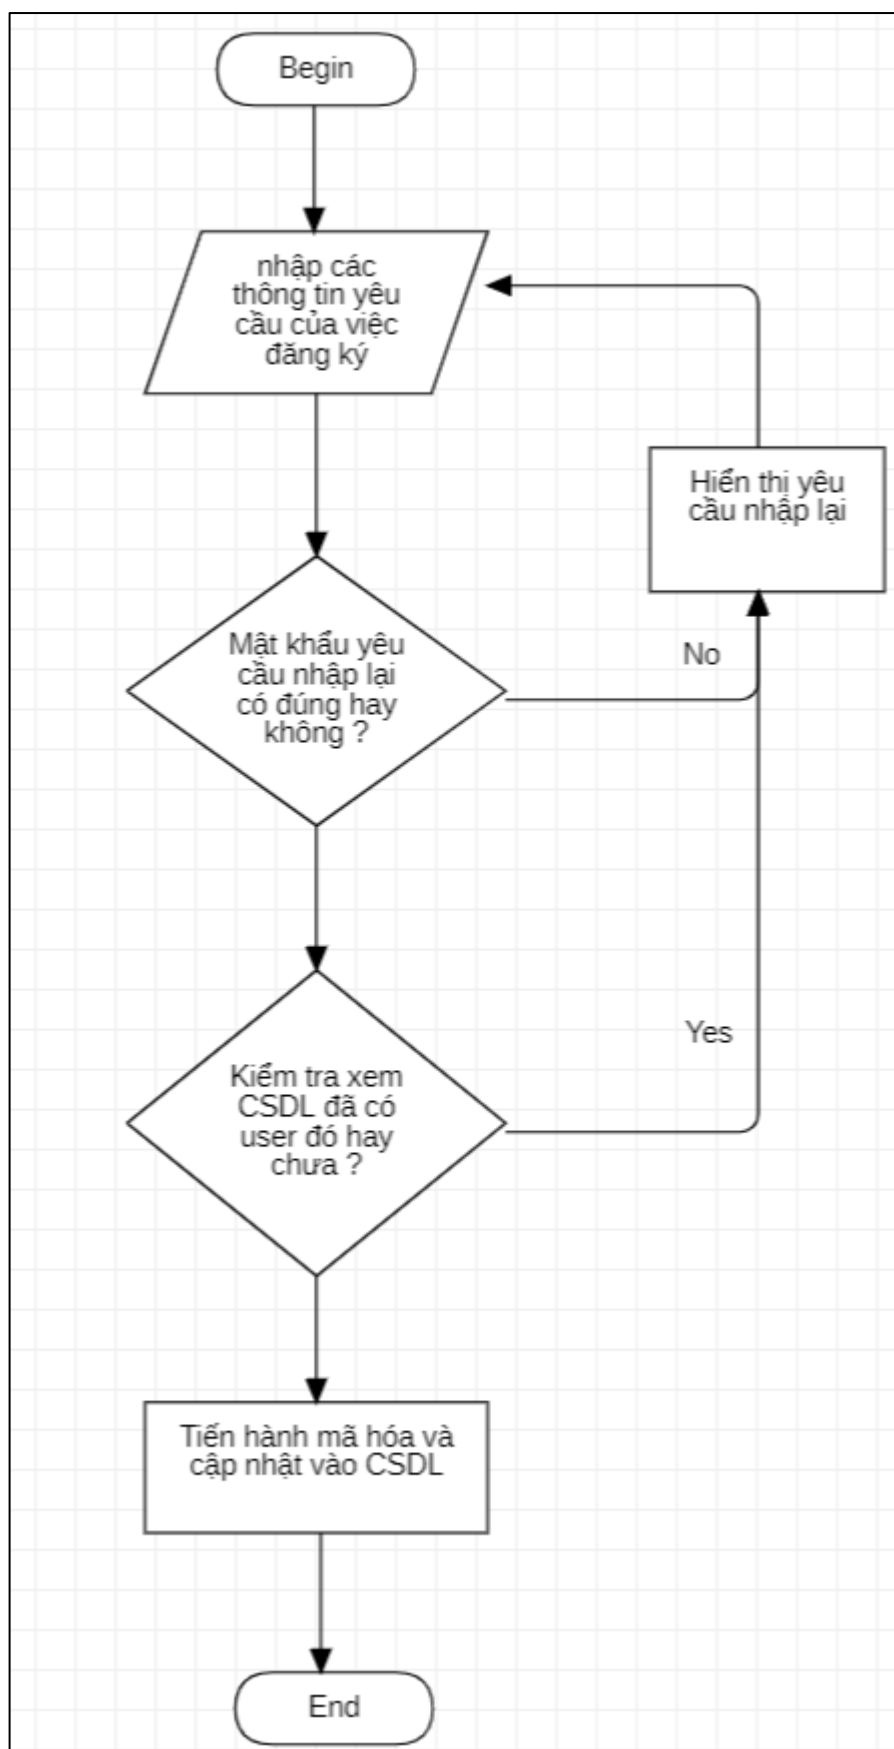 Begin
nhập các
thông tin yêu
cầu của việc
đăng ký
Hiển thị yêu
cầu nhập lại
Mật khẩu yêu
cầu nhập lại
có đúng hay
không ?
No
Kiểm tra xem
CSDL đã có
user đó hay
chưa ?
Yes
Tiến hành mã hóa và
cập nhật vào CSDL
End